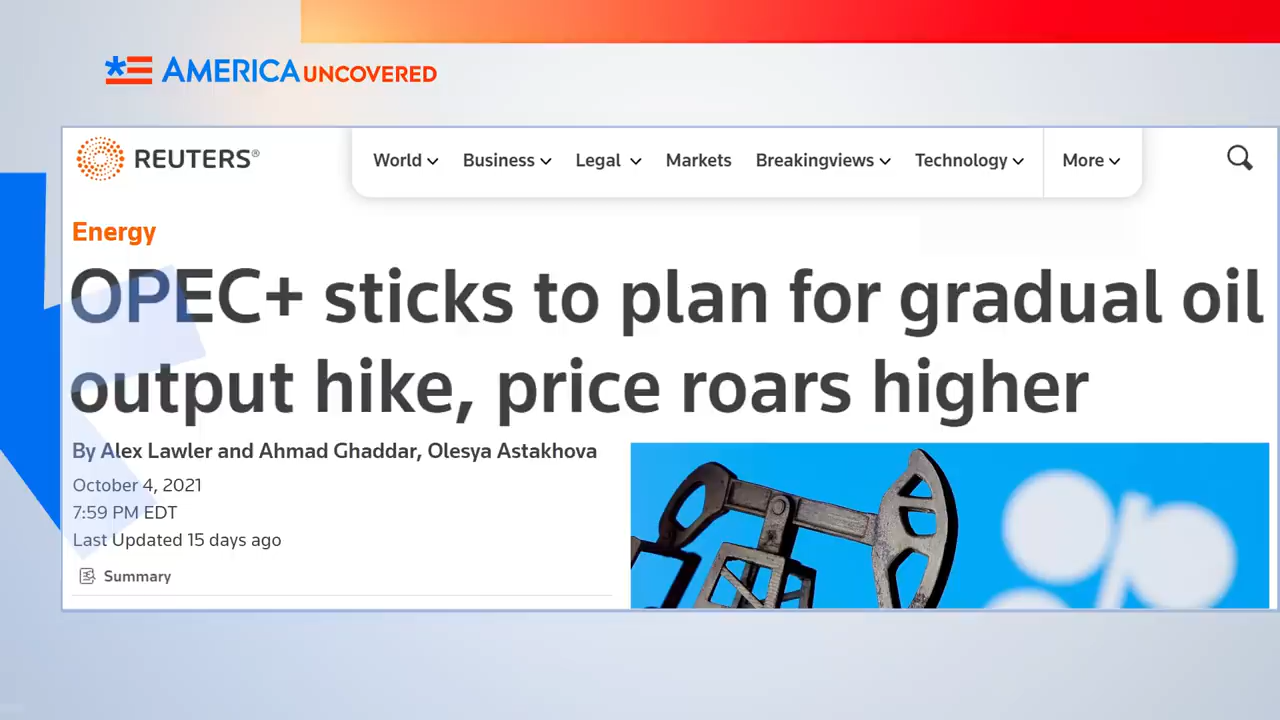 AMERICA UNCOVERED
REUTERS®
World Business Legal Markets Breakingviews Technology More
Energy
OPEC+ sticks to plan for gradual oil
output hike, price roars higher
By Alex Lawler and Ahmad Ghaddar, Olesya Astakhova
October 4, 2021
7:59 PM EDT
Last Updated 15 days ago
Summary